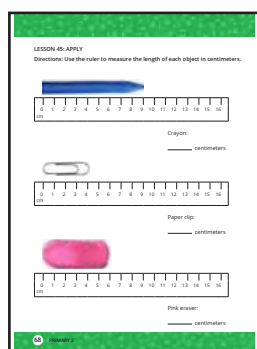 LESSON 45: APPLY
Directions: Use the ruler to measure the length of each object in centimeters.
0 1 2 3 4 5 6 7 8 9 10 11 12 13 14 15 16
cm
Crayon:
______ centimeters
0 1 2 3 4 5 6 7 8 9 10 11 12 13 14 15 16
cm
Paper clip:
______ centimeters
0 1 2 3 4 5 6 7 8 9 10 11 12 13 14 15 16
cm
Pink eraser:
______ centimeters
68 PRIMARY 2